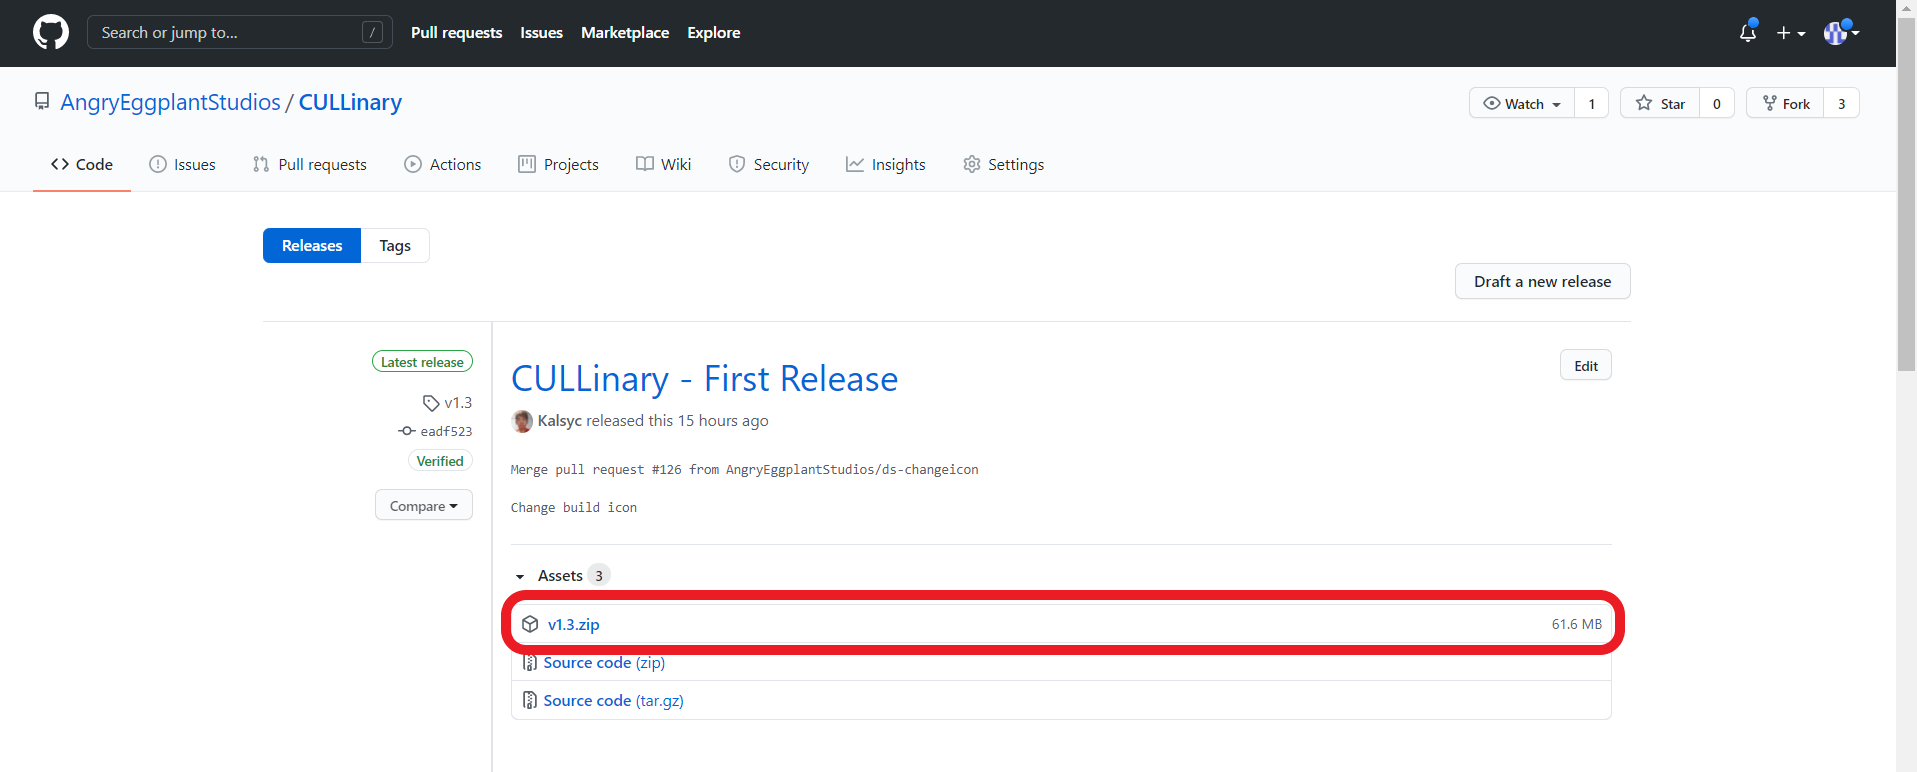 Search or jump to... / Pull requests Issues Marketplace Explore
AngryEggplantStudios / CULLinary Watch 1 Star 0 Fork 3
Code Issues Pull requests Actions Projects Wiki Security Insights Settings
Releases Tags
Draft a new release
Latest release
v1.3
eadf523
Verified
Compare
CULLinary - First Release Edit
Kalsyc released this 15 hours ago
Merge pull request #126 from AngryEggplantStudios/ds-changeicon
Change build icon
Assets 3
v1.3.zip 61.6 MB
Source code (zip)
Source code (tar.gz)